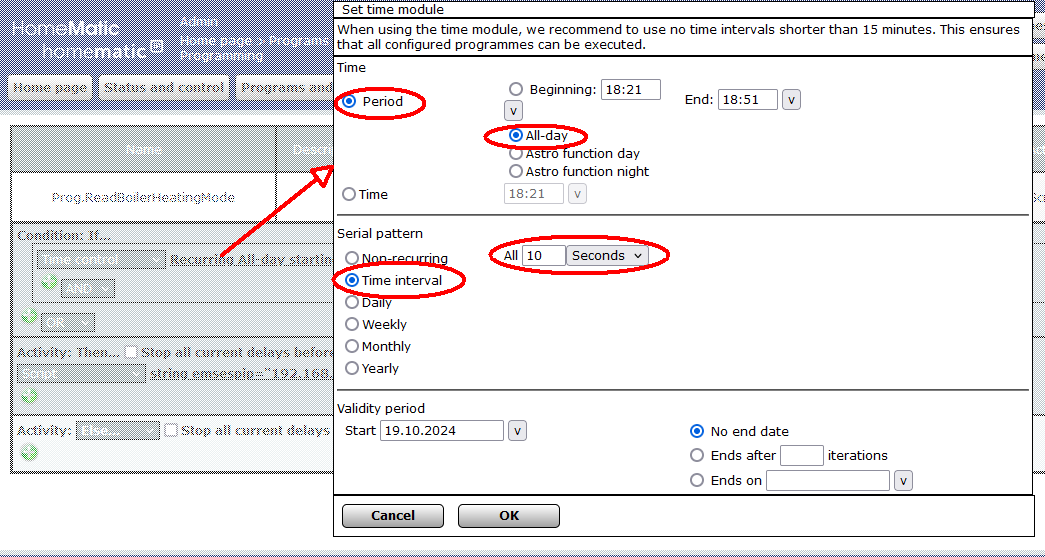 Set time module
When using the time module, we recommend to use no time intervals shorter than 15 minutes. This ensures
that all configured programmes can be executed.
Time
Period
Beginning: 18:21
v
End: 18:51 v
All-day
Astro function day
Astro function night
Time 18:21 v
Serial pattern
Non-recurring
All 10 Seconds
Time interval
Daily
Weekly
Monthly
Yearly
Validity period
Start 19.10.2024 v
No end date
Ends after iterations
Ends on v
Cancel OK
HomeMatic
homematic
Admin
Home page > Programs
Programming
Home page Status and control Programs and
Name
Prog.ReadBoilerHeatingMode
Condition: If...
Time control Recurring All-day starting
AND
OR
Activity: Then... Stop all current delays before
Script string emsespip="192.168.
Activity: Else... Stop all current delays